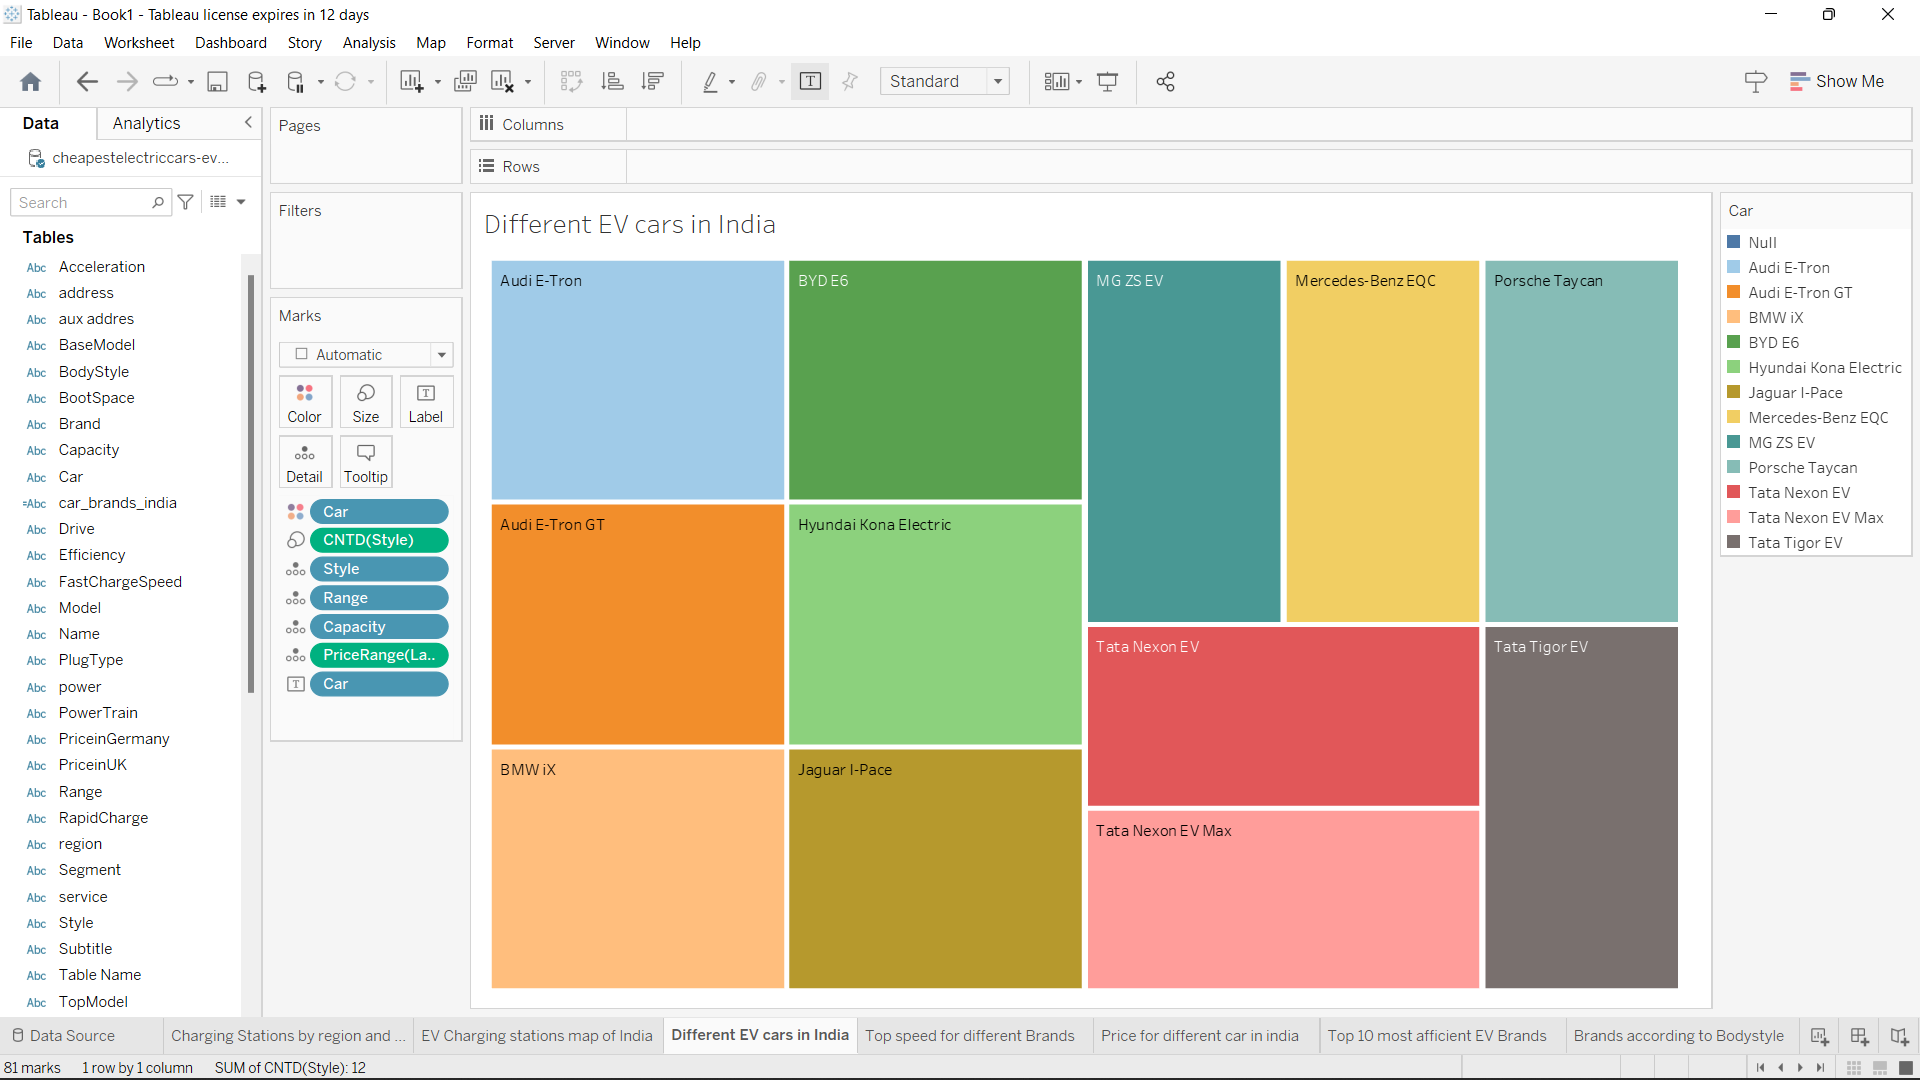 Tableau - Book1 - Tableau license expires in 12 days
File Data Worksheet Dashboard Story Analysis Map Format Server Window Help
Standard
Show Me
Data
Analytics
cheapestelectriccars-ev...
Search
Tables
Abc Acceleration
Abc address
Abc aux addres
Abc BaseModel
Abc BodyStyle
Abc BootSpace
Abc Brand
Abc Capacity
Abc Car
=Abc car_brands_india
Abc Drive
Abc Efficiency
Abc FastChargeSpeed
Abc Model
Abc Name
Abc PlugType
Abc power
Abc PowerTrain
Abc PriceinGermany
Abc PriceinUK
Abc Range
Abc RapidCharge
Abc region
Abc Segment
Abc service
Abc Style
Abc Subtitle
Abc Table Name
Abc TopModel
Pages
Filters
Marks
Automatic
Color Size T Label
Detail Tooltip
Car
CNTD(Style)
Style
Range
Capacity
PriceRange(La..
T Car
Columns
Rows
Different EV cars in India
Audi E-Tron
BYD E6
MG ZS EV
Mercedes-Benz EQC
Porsche Taycan
Audi E-Tron GT
Hyundai Kona Electric
Tata Nexon EV
Tata Tigor EV
BMW iX
Jaguar I-Pace
Tata Nexon EV Max
Car
Null
Audi E-Tron
Audi E-Tron GT
BMW iX
BYD E6
Hyundai Kona Electric
Jaguar I-Pace
Mercedes-Benz EQC
MG ZS EV
Porsche Taycan
Tata Nexon EV
Tata Nexon EV Max
Tata Tigor EV
Data Source
Charging Stations by region and ...
EV Charging stations map of India
Different EV cars in India
Top speed for different Brands
Price for different car in india
Top 10 most afficient EV Brands
Brands according to Bodystyle
81 marks 1 row by 1 column SUM of CNTD(Style): 12